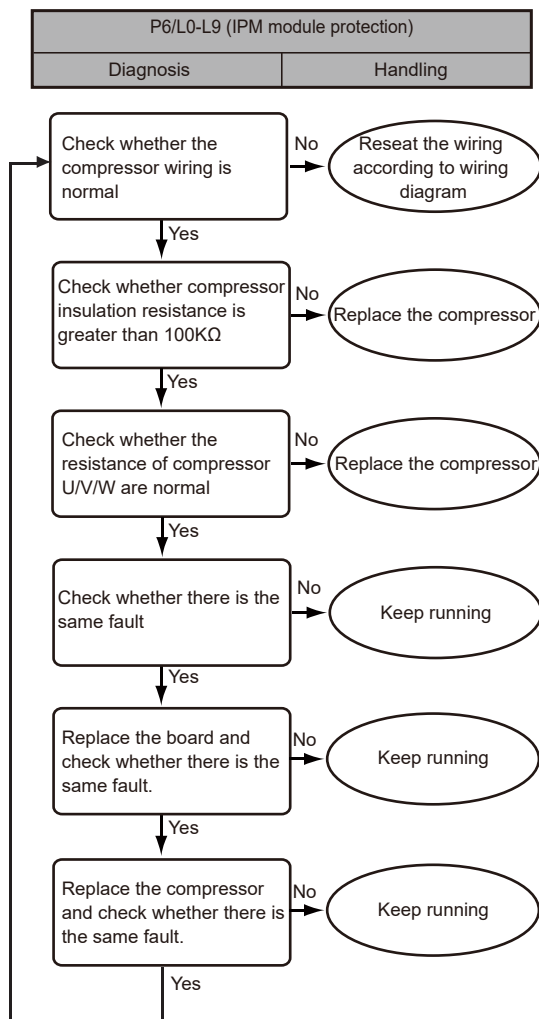 P6/L0-L9 (IPM module protection)
Diagnosis
Handling
Check whether the
compressor wiring is
normal
No
Reseat the wiring
according to wiring
diagram
Yes
Check whether compressor
insulation resistance is
greater than 100KΩ
No
Replace the compressor
Yes
Check whether the
resistance of compressor
U/V/W are normal
No
Replace the compressor
Yes
Check whether there is the
same fault
No
Keep running
Yes
Replace the board and
check whether there is the
same fault.
No
Keep running
Yes
Replace the compressor
and check whether there is
the same fault.
No
Keep running
Yes